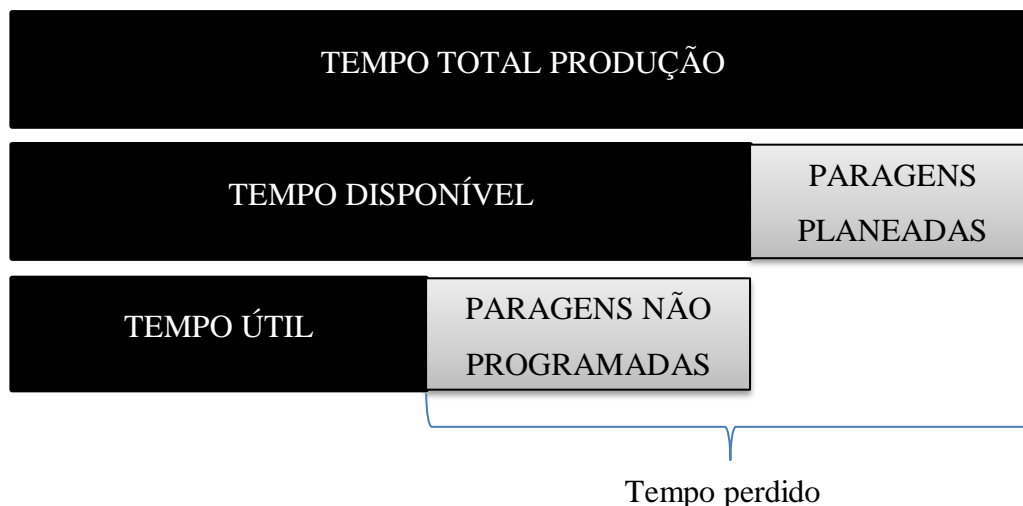 TEMPO TOTAL PRODUÇÃO
TEMPO DISPONÍVEL
PARAGENS
PLANEADAS
TEMPO ÚTIL
PARAGENS NÃO
PROGRAMADAS
Tempo perdido